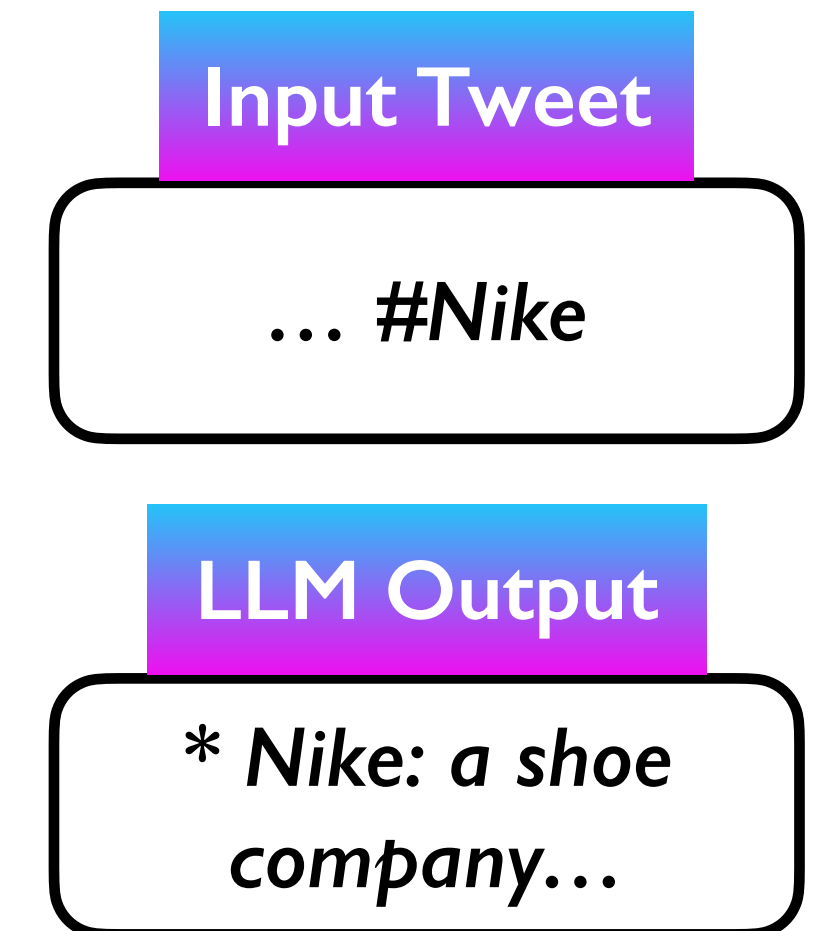 Input Tweet
… #Nike
LLM Output
* Nike: a shoe
company…